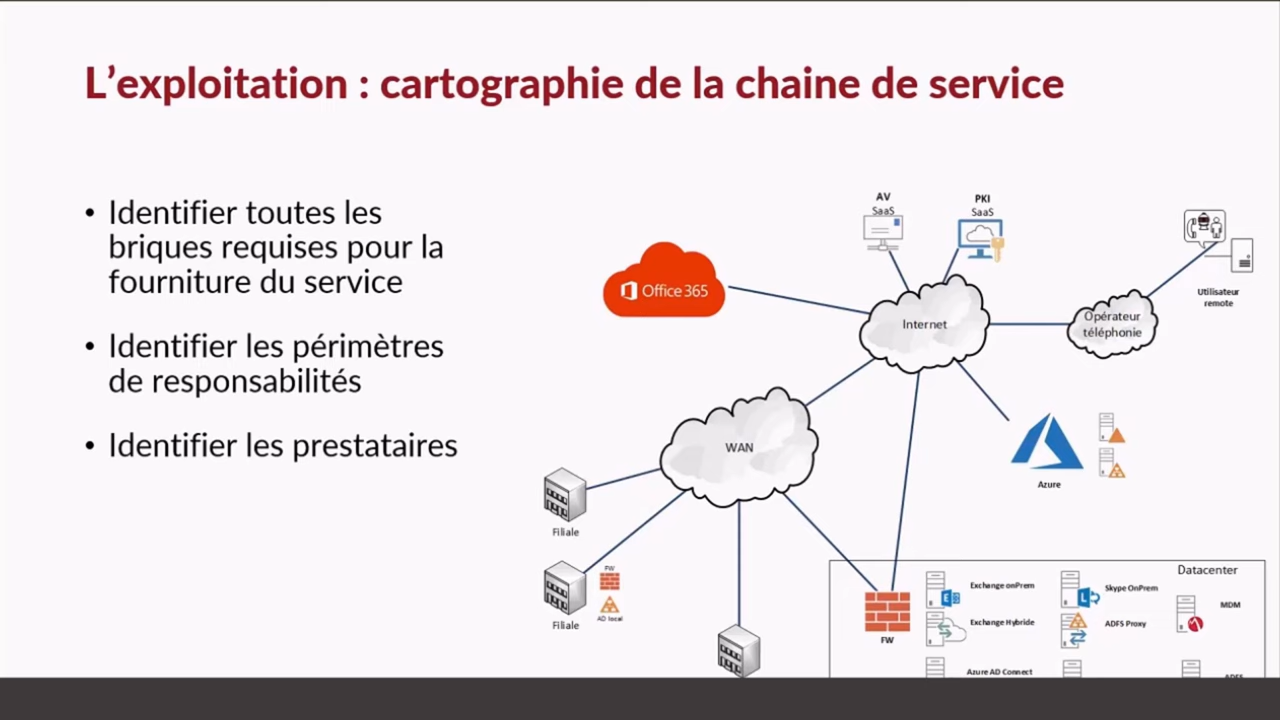 L’exploitation : cartographie de la chaine de service
• Identifier toutes les
briques requises pour la
fourniture du service
• Identifier les périmètres
de responsabilités
• Identifier les prestataires
AV
SaaS
PKI
SaaS
Office 365
Internet
Opérateur
téléphonie
Utilisateur
remote
WAN
Azure
Filiale
Filiale
FW
AD local
Datacenter
FW
Exchange onPrem
Exchange Hybride
Azure AD Connect
Skype OnPrem
ADFS Proxy
MDM